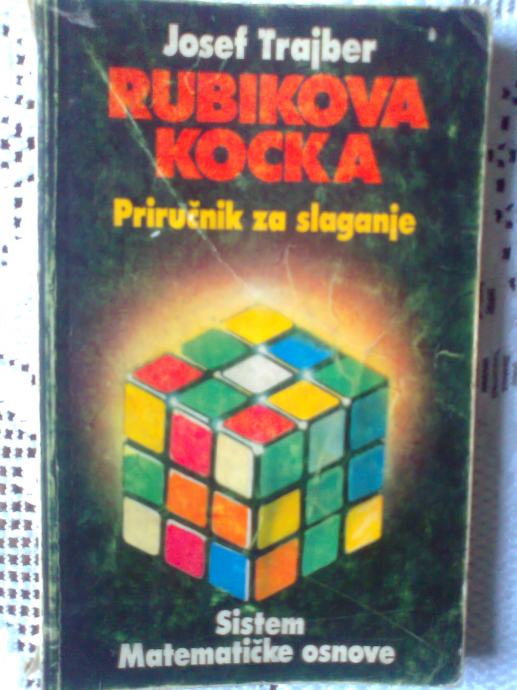 Josef Trajber
RUBIKOVA
KOCKA
Priručnik za slaganje
Sistem
Matematičke osnove